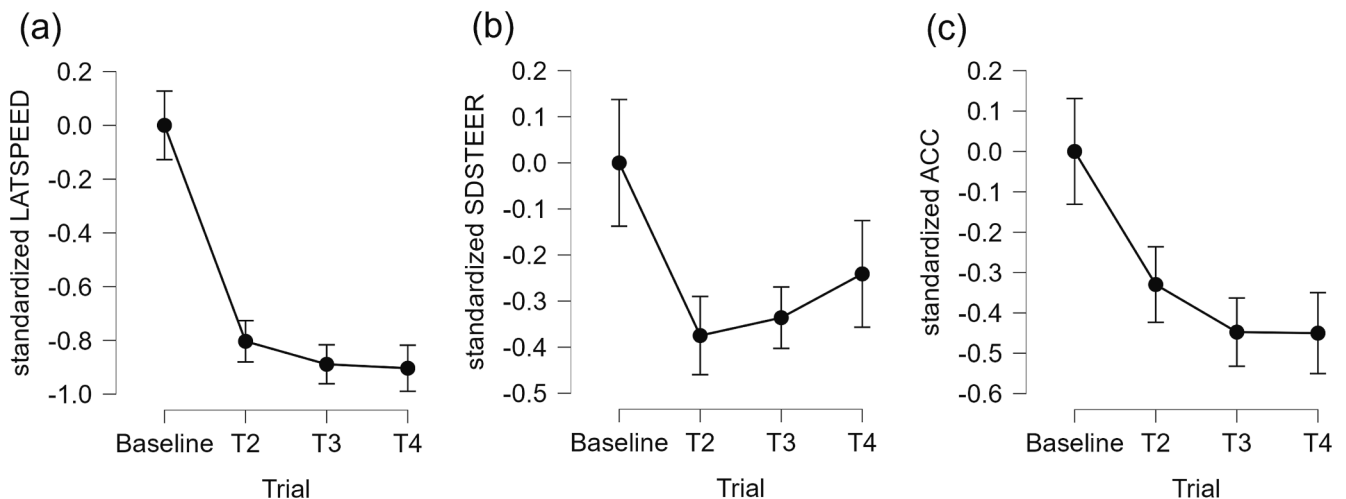 (a)
standardized LATSPEED
0.2
0.0
-0.2
-0.4
-0.6
-0.8
-1.0
Baseline T2 T3 T4
Trial
(b)
standardized SDSTEER
0.2
0.1
0.0
-0.1
-0.2
-0.3
-0.4
-0.5
Baseline T2 T3 T4
Trial
(c)
standardized ACC
0.2
0.1
0.0
-0.1
-0.2
-0.3
-0.4
-0.5
-0.6
Baseline T2 T3 T4
Trial